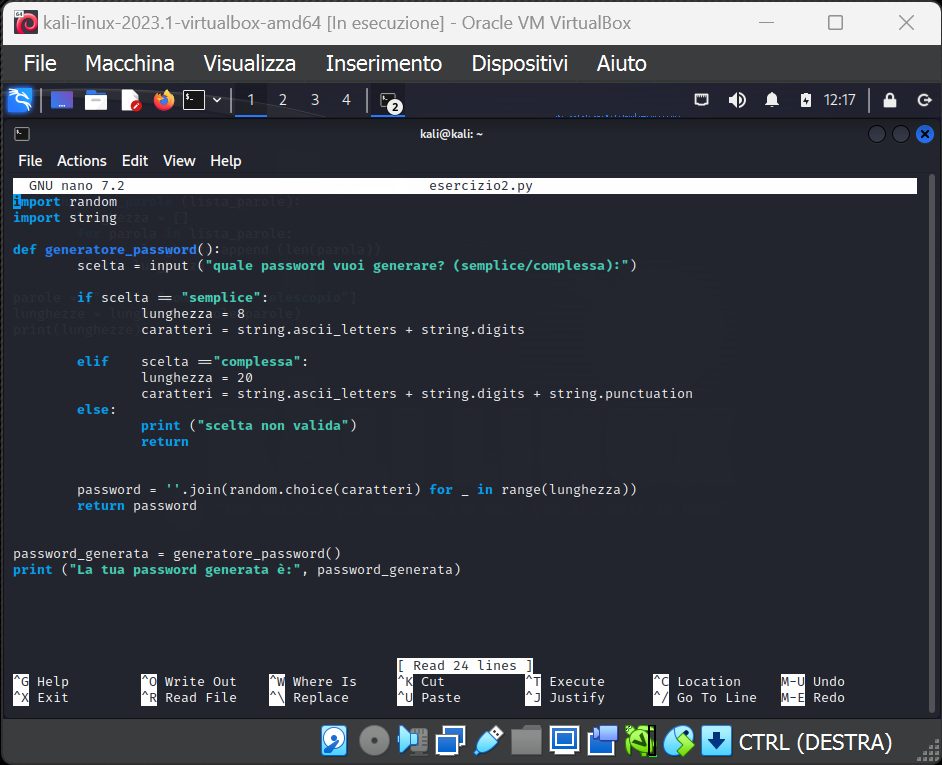 kali-linux-2023.1-virtualbox-amd64 [In esecuzione] - Oracle VM VirtualBox
File Macchina Visualizza Inserimento Dispositivi Aiuto
1 2 3 4 2 12:17
kali@kali: ~
File Actions Edit View Help
GNU nano 7.2 esercizio2.py
import random
import string
def generatore_password():
scelta = input ("quale password vuoi generare? (semplice/complessa):")
if scelta == "semplice":
lunghezza = 8
caratteri = string.ascii_letters + string.digits
elif scelta =="complessa":
lunghezza = 20
caratteri = string.ascii_letters + string.digits + string.punctuation
else:
print ("scelta non valida")
return
password = ''.join(random.choice(caratteri) for _ in range(lunghezza))
return password
password_generata = generatore_password()
print ("La tua password generata è:", password_generata)
[ Read 24 lines ]
^G Help ^O Write Out ^W Where Is ^K Cut ^T Execute ^C Location M-U Undo
^X Exit ^R Read File ^\ Replace ^U Paste ^J Justify ^/ Go To Line M-E Redo
CTRL (DESTRA)